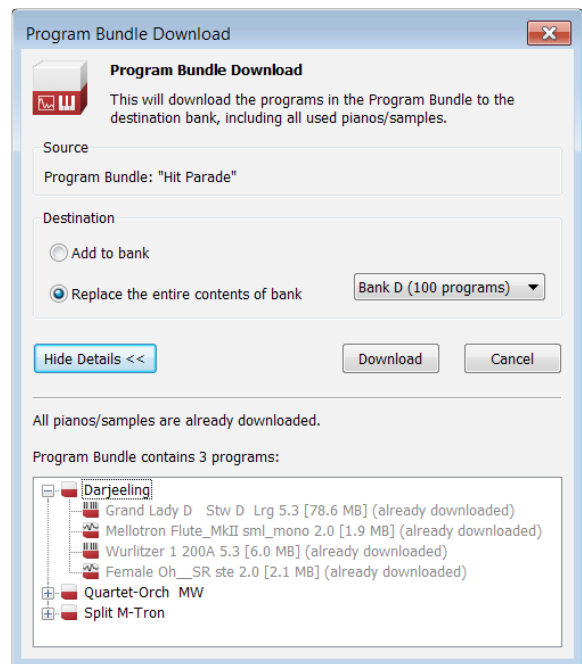 Program Bundle Download
Program Bundle Download
This will download the programs in the Program Bundle to the
destination bank, including all used pianos/samples.
Source
Program Bundle: "Hit Parade"
Destination
Add to bank
Replace the entire contents of bank
Bank D (100 programs)
Hide Details <<
Download
Cancel
All pianos/samples are already downloaded.
Program Bundle contains 3 programs:
Darjeeling
Grand Lady D   Stw D  Lrg 5.3 [78.6 MB] (already downloaded)
Mellotron Flute_MkII sml_mono 2.0 [1.9 MB] (already downloaded)
Wurlitzer 1 200A 5.3 [6.0 MB] (already downloaded)
Female Oh__SR ste 2.0 [2.1 MB] (already downloaded)
Quartet-Orch  MW
Split M-Tron